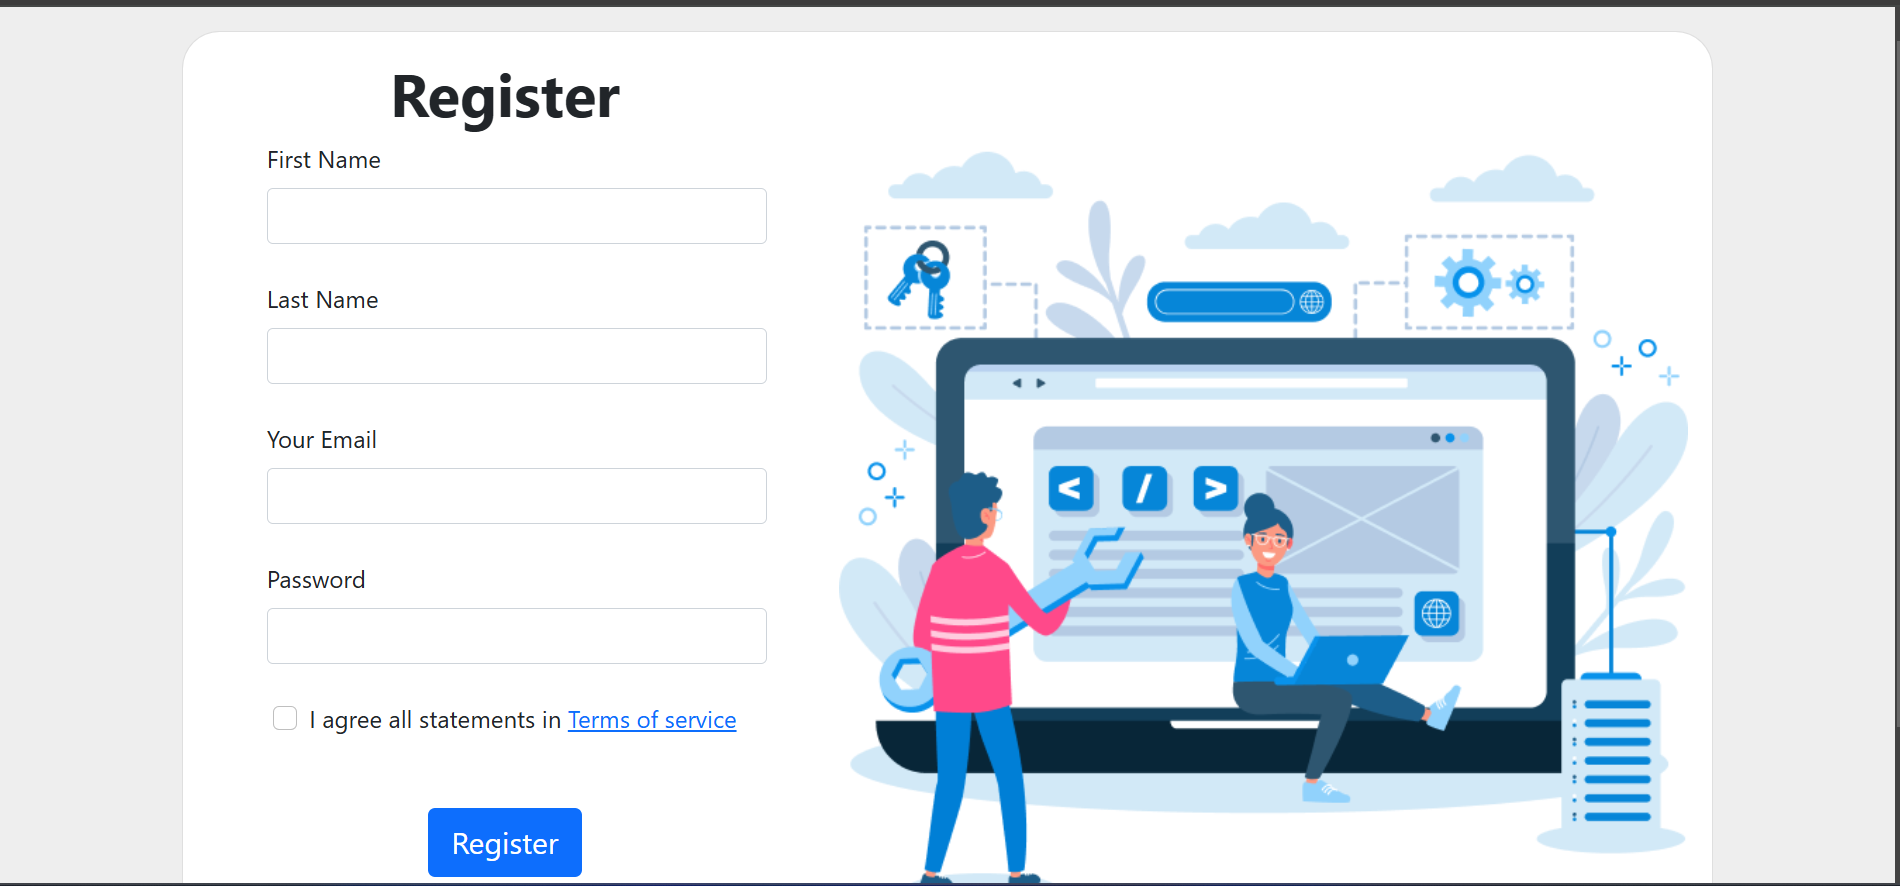 Register
First Name
Last Name
Your Email
Password
I agree all statements in Terms of service
Register
< / >